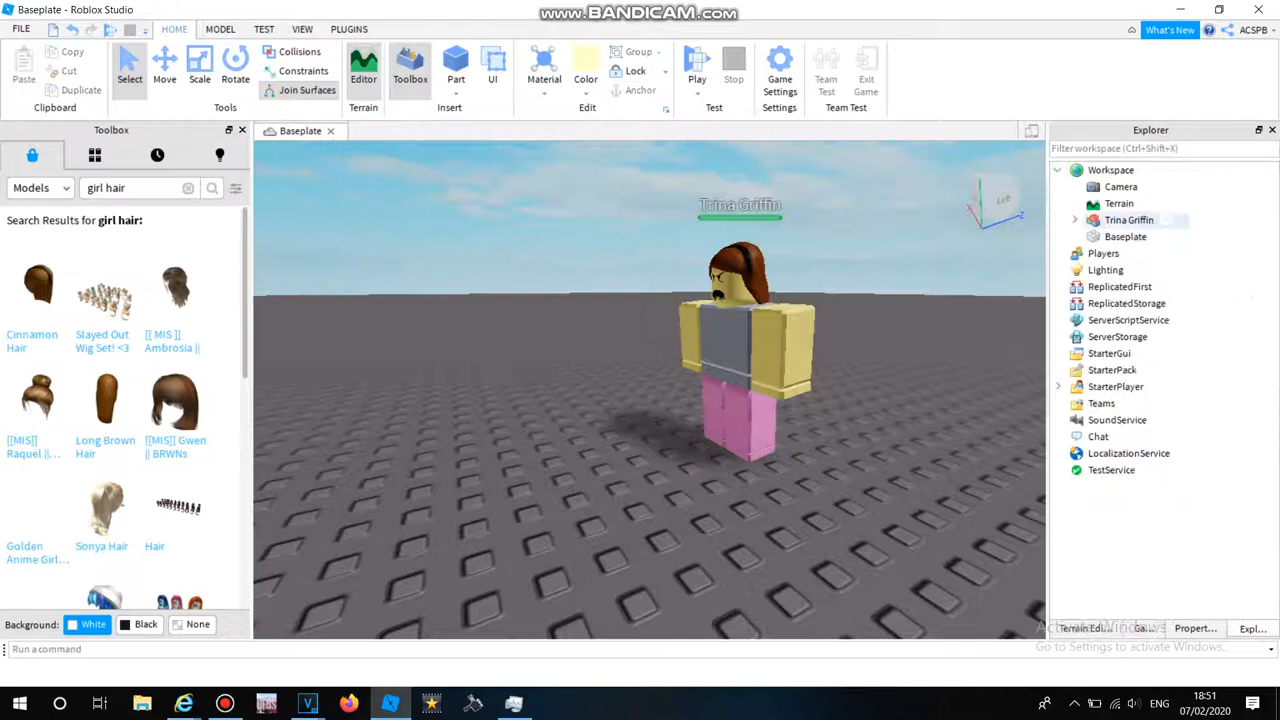 Baseplate - Roblox Studio
www.BANDICAM.com
FILE HOME MODEL TEST VIEW PLUGINS What's New ACSPB
Paste Copy Cut Duplicate
Clipboard
Select Move Scale Rotate
Collisions
Constraints
Join Surfaces
Tools
Editor
Terrain
Toolbox Part UI
Insert
Material Color
Group
Lock
Anchor
Edit
Play Stop
Test
Game Settings
Settings
Team Test
Exit Game
Team Test
Toolbox
Models girl hair
Search Results for girl hair:
Cinnamon Hair
Slayed Out Wig Set! <3
[[ MIS ]] Ambrosia ||
[[MIS]] Raquel ||...
Long Brown Hair
[[MIS]] Gwen || BRWNs
Golden Anime Girl...
Sonya Hair
Hair
Background: White Black None
Run a command
Baseplate
Trina Griffin
Left
Explorer
Filter workspace (Ctrl+Shift+X)
Workspace
Camera
Terrain
Trina Griffin
Baseplate
Players
Lighting
ReplicatedFirst
ReplicatedStorage
ServerScriptService
ServerStorage
StarterGui
StarterPack
StarterPlayer
Teams
SoundService
Chat
LocalizationService
TestService
Terrain Edi... Ga... Propert... Expl...
Activate Windows
Go to Settings to activate Windows.
ENG
18:51
07/02/2020